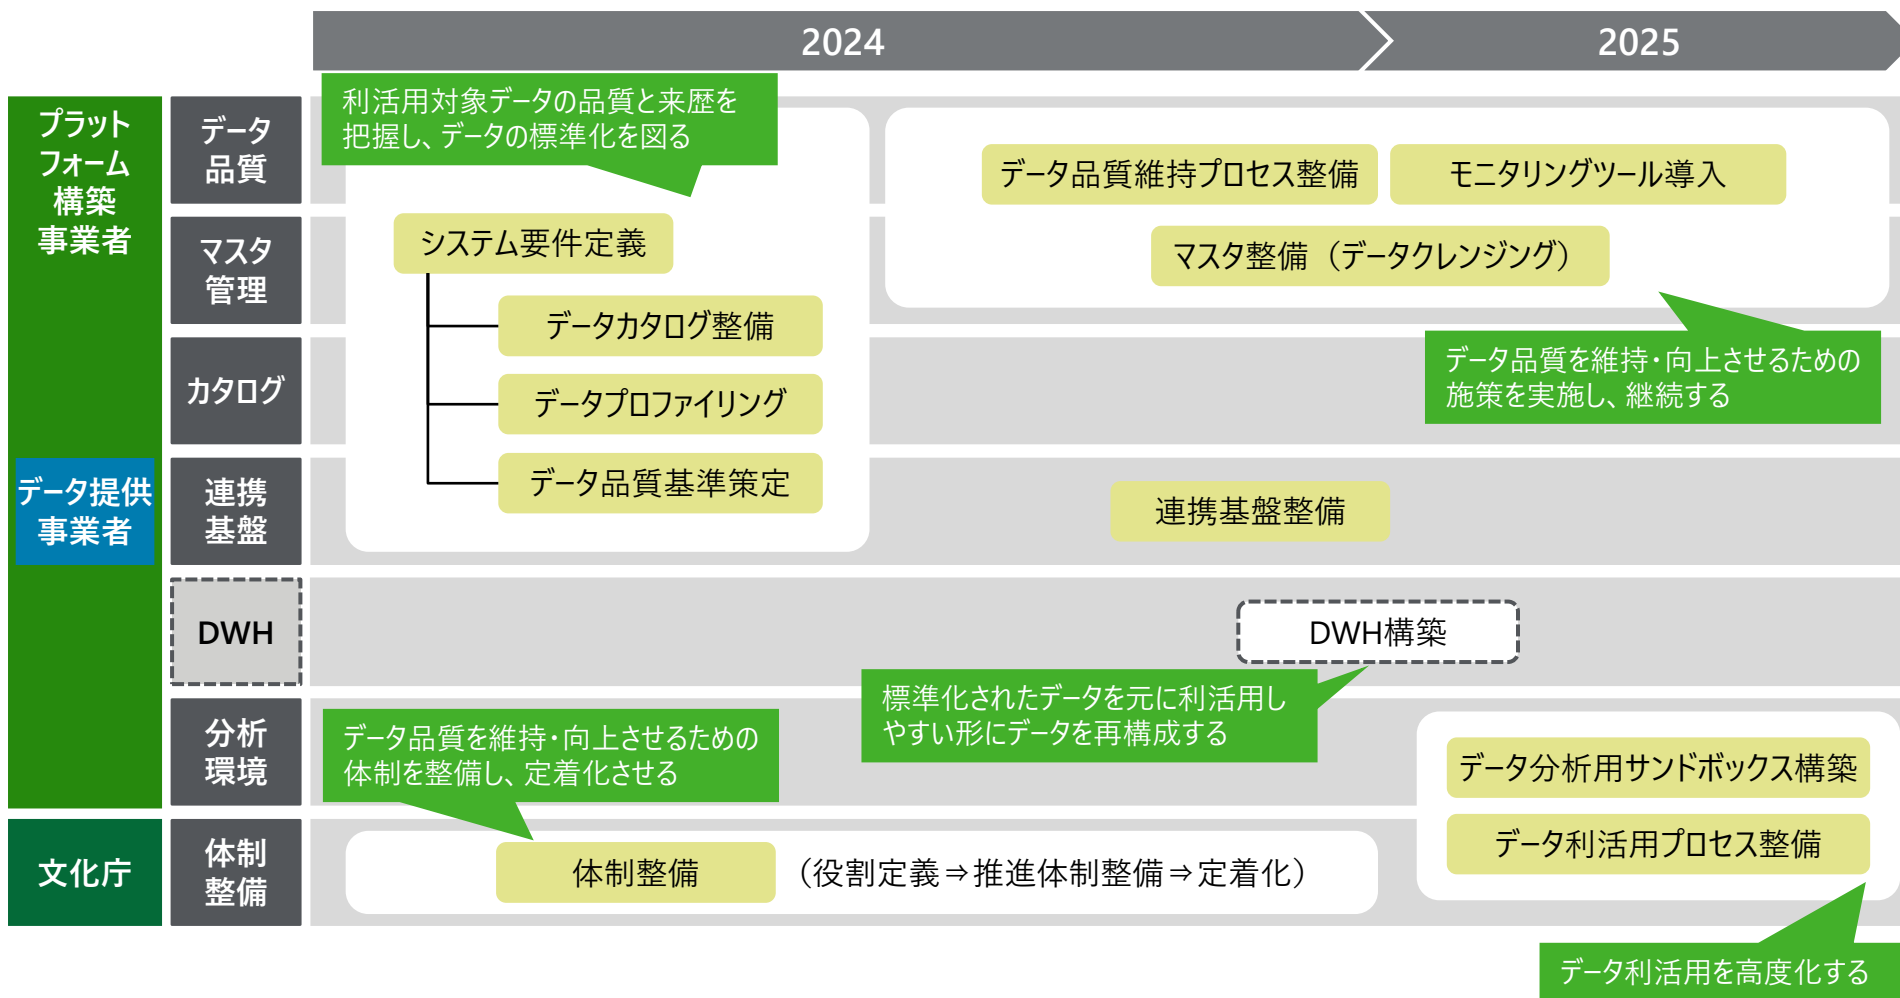 2024
2025
利活用対象データの品質と来歴を
把握し、データの標準化を図る
プラット
フォーム
構築
事業者
データ
品質
データ品質維持プロセス整備
モニタリングツール導入
マスタ
管理
システム要件定義
マスタ整備（データクレンジング）
データカタログ整備
カタログ
データプロファイリング
データ品質を維持・向上させるための
施策を実施し、継続する
データ提供
事業者
連携
基盤
データ品質基準策定
連携基盤整備
DWH
DWH構築
標準化されたデータを元に利活用し
やすい形にデータを再構成する
分析
環境
データ品質を維持・向上させるための
体制を整備し、定着化させる
データ分析用サンドボックス構築
データ利活用プロセス整備
文化庁
体制
整備
体制整備
（役割定義⇒推進体制整備⇒定着化）
データ利活用を高度化する